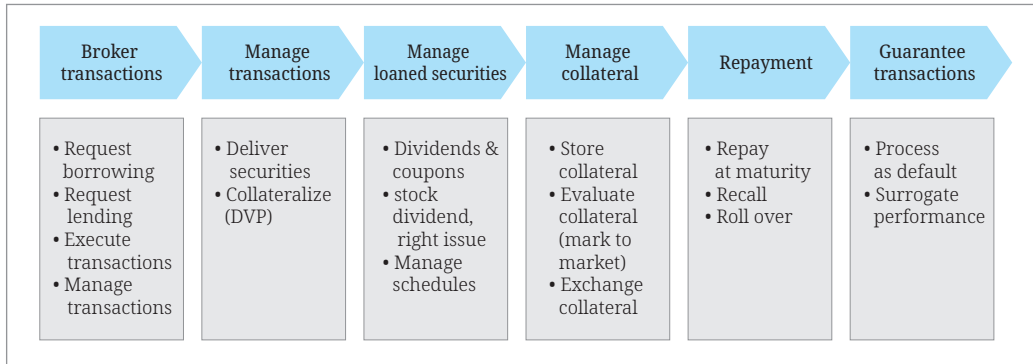 Broker
transactions
Manage
transactions
Manage
loaned securities
Manage
collateral
Repayment
Guarantee
transactions
• Request
borrowing
• Request
lending
• Execute
transactions
• Manage
transactions
• Deliver
securities
• Collateralize
(DVP)
• Dividends &
coupons
• stock
dividend,
right issue
• Manage
schedules
• Store
collateral
• Evaluate
collateral
(mark to
market)
• Exchange
collateral
• Repay
at maturity
• Recall
• Roll over
• Process
as default
• Surrogate
performance